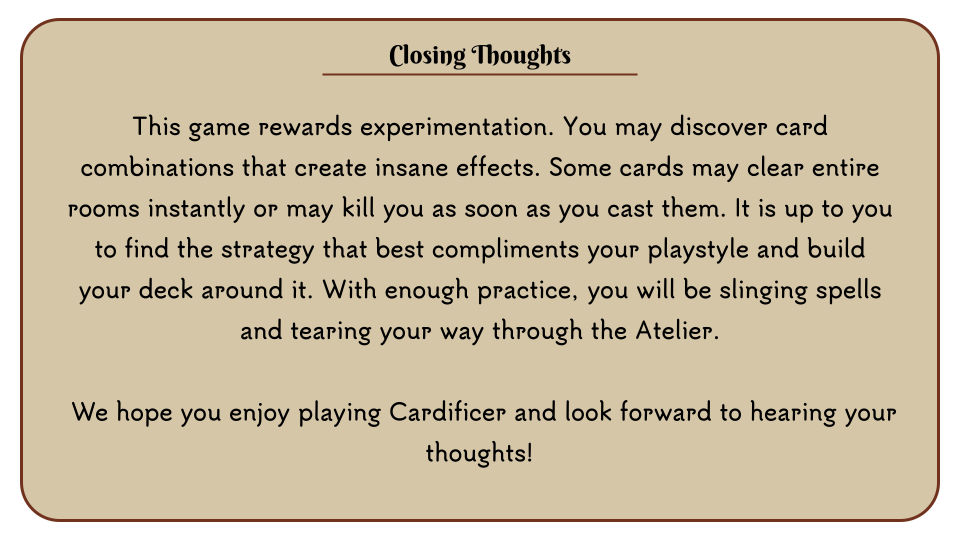 Closing Thoughts
This game rewards experimentation. You may discover card
combinations that create insane effects. Some cards may clear entire
rooms instantly or may kill you as soon as you cast them. It is up to you
to find the strategy that best compliments your playstyle and build
your deck around it. With enough practice, you will be slinging spells
and tearing your way through the Atelier.
We hope you enjoy playing Cardificer and look forward to hearing your
thoughts!